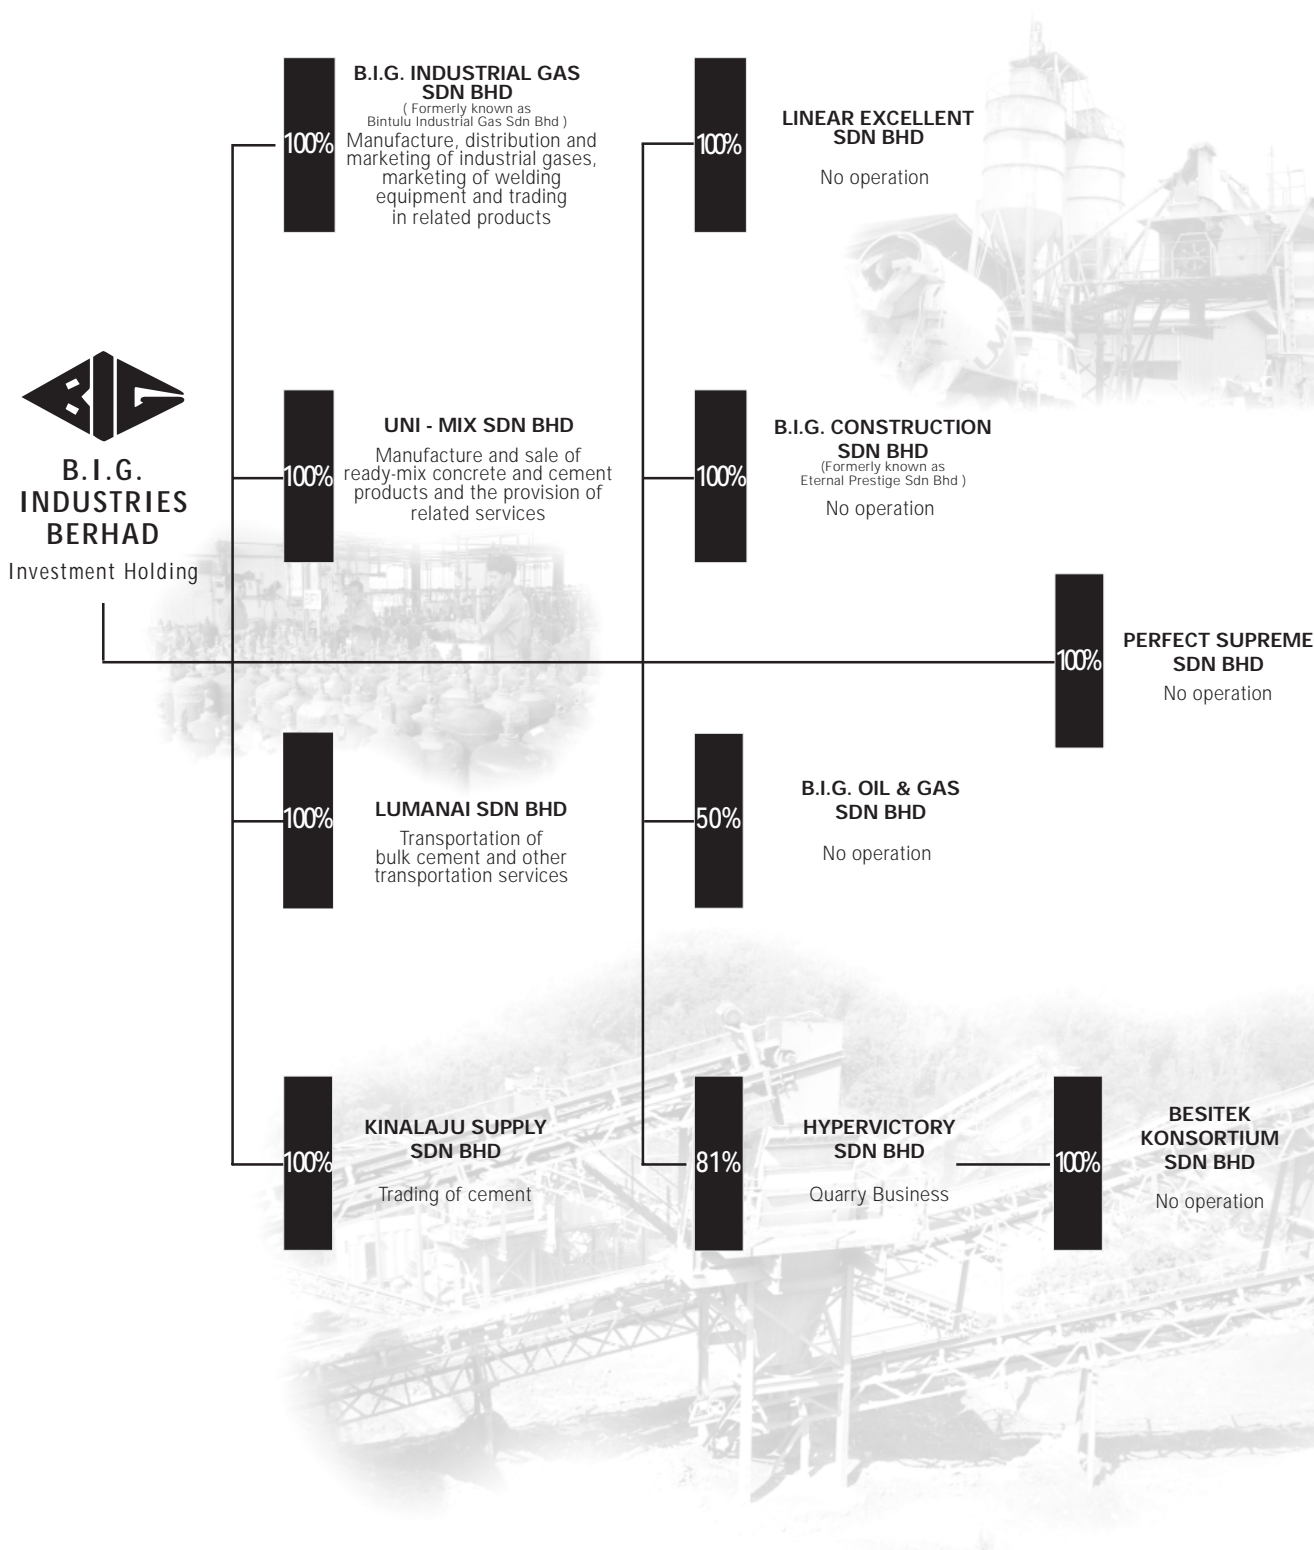 BIG
B.I.G.
INDUSTRIES
BERHAD
Investment Holding
100%
B.I.G. INDUSTRIAL GAS
SDN BHD
( Formerly known as
Bintulu Industrial Gas Sdn Bhd )
Manufacture, distribution and
marketing of industrial gases,
marketing of welding
equipment and trading
in related products
100%
UNI - MIX SDN BHD
Manufacture and sale of
ready-mix concrete and cement
products and the provision of
related services
100%
LUMANAI SDN BHD
Transportation of
bulk cement and other
transportation services
100%
KINALAJU SUPPLY
SDN BHD
Trading of cement
100%
LINEAR EXCELLENT
SDN BHD
No operation
100%
B.I.G. CONSTRUCTION
SDN BHD
(Formerly known as
Eternal Prestige Sdn Bhd )
No operation
100%
PERFECT SUPREME
SDN BHD
No operation
50%
B.I.G. OIL & GAS
SDN BHD
No operation
81%
HYPERVICTORY
SDN BHD
Quarry Business
100%
BESITEK
KONSORTIUM
SDN BHD
No operation